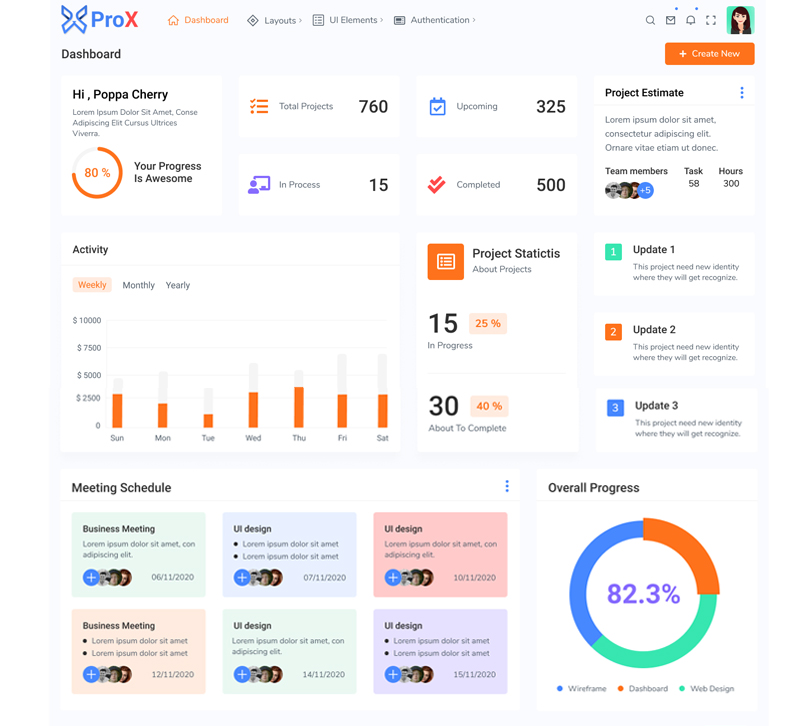 ProX
Dashboard
Layouts
UI Elements
Authentication
Dashboard
+ Create New
Hi , Poppa Cherry
Lorem Ipsum Dolor Sit Amet, Conse
Adipiscing Elit Cursus Ultrices
Viverra.
80 %
Your Progress
Is Awesome
Total Projects
760
Upcoming
325
In Process
15
Completed
500
Project Estimate
Lorem ipsum dolor sit amet,
consectetur adipiscing elit.
Ornare vitae etiam ut donec.
Team members
Task
Hours
+5
58
300
Activity
Weekly
Monthly
Yearly
$ 10000
$ 7500
$ 5000
$ 2500
0
Sun
Mon
Tue
Wed
Thu
Fri
Sat
Project Statictis
About Projects
15
25 %
In Progress
30
40 %
About To Complete
1
Update 1
This project need new identity
where they will get recognize.
2
Update 2
This project need new identity
where they will get recognize.
3
Update 3
This project need new identity
where they will get recognize.
Meeting Schedule
Business Meeting
Lorem ipsum dolor sit amet, con
adipiscing elit.
06/11/2020
UI design
Lorem ipsum dolor sit amet
Lorem ipsum dolor sit amet
07/11/2020
UI design
Lorem ipsum dolor sit amet, con
adipiscing elit.
10/11/2020
Business Meeting
Lorem ipsum dolor sit amet
Lorem ipsum dolor sit amet
12/11/2020
UI design
Lorem ipsum dolor sit amet, con
adipiscing elit.
14/11/2020
UI design
Lorem ipsum dolor sit amet
Lorem ipsum dolor sit amet
15/11/2020
Overall Progress
82.3%
Wireframe
Dashboard
Web Design